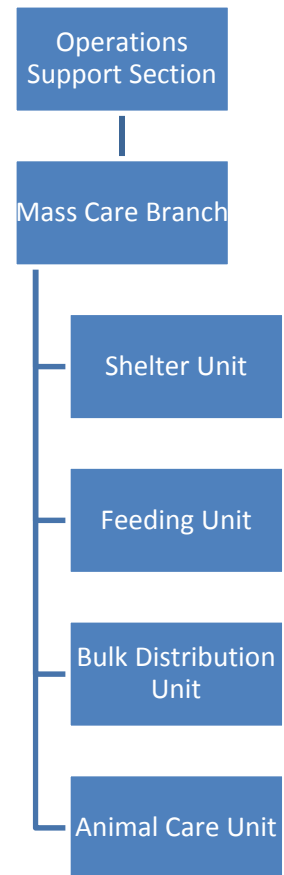 Operations
Support Section
Mass Care Branch
Shelter Unit
Feeding Unit
Bulk Distribution
Unit
Animal Care Unit